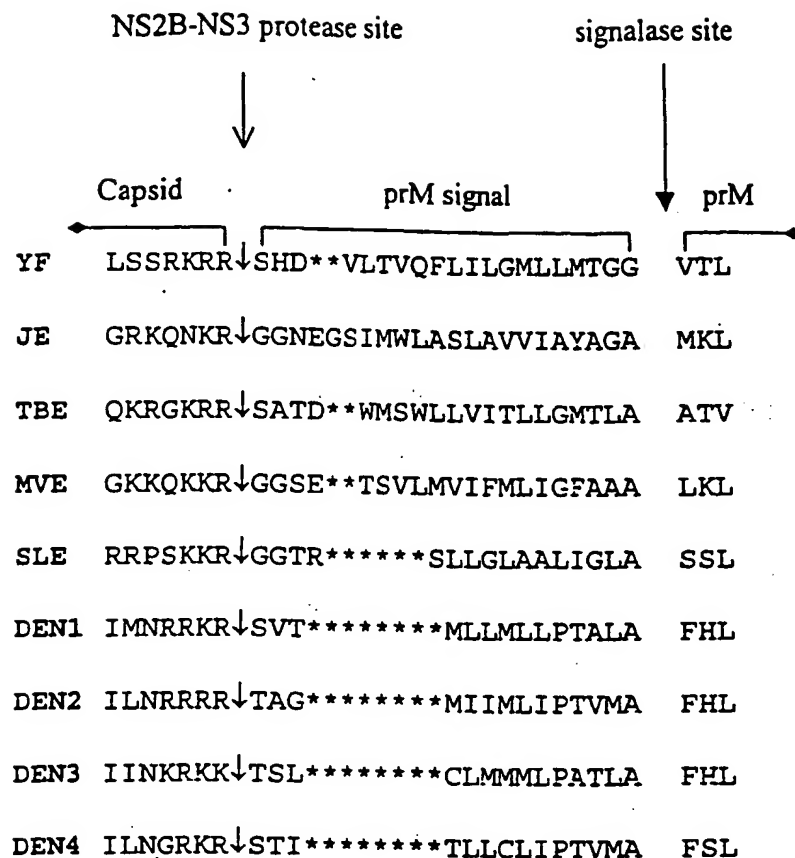 NS2B-NS3 protease site signalase site
Capsid prM signal prM
YF LSSRKRR↓SHD**VLTVQFLILGMLLMTGG VTL
JE GRKQNKR↓GGNEGSIMWLASLAVVIAYAGA MKL
TBE QKRGKRR↓SATD**WMSWLLVITLLGMTLA ATV
MVE GKKQKKR↓GGSE**TSVLMVIFMLIGFAAA LKL
SLE RRPSKKR↓GGTR******SLLGLAALIGLA SSL
DEN1 IMNRRKR↓SVT********MLLMLLPTALA FHL
DEN2 ILNRRRR↓TAG********MIIMLIPTVMA FHL
DEN3 IINKRKK↓TSL********CLMMMLPATLA FHL
DEN4 ILNGRKR↓STI********TLLCLIPTVMA FSL